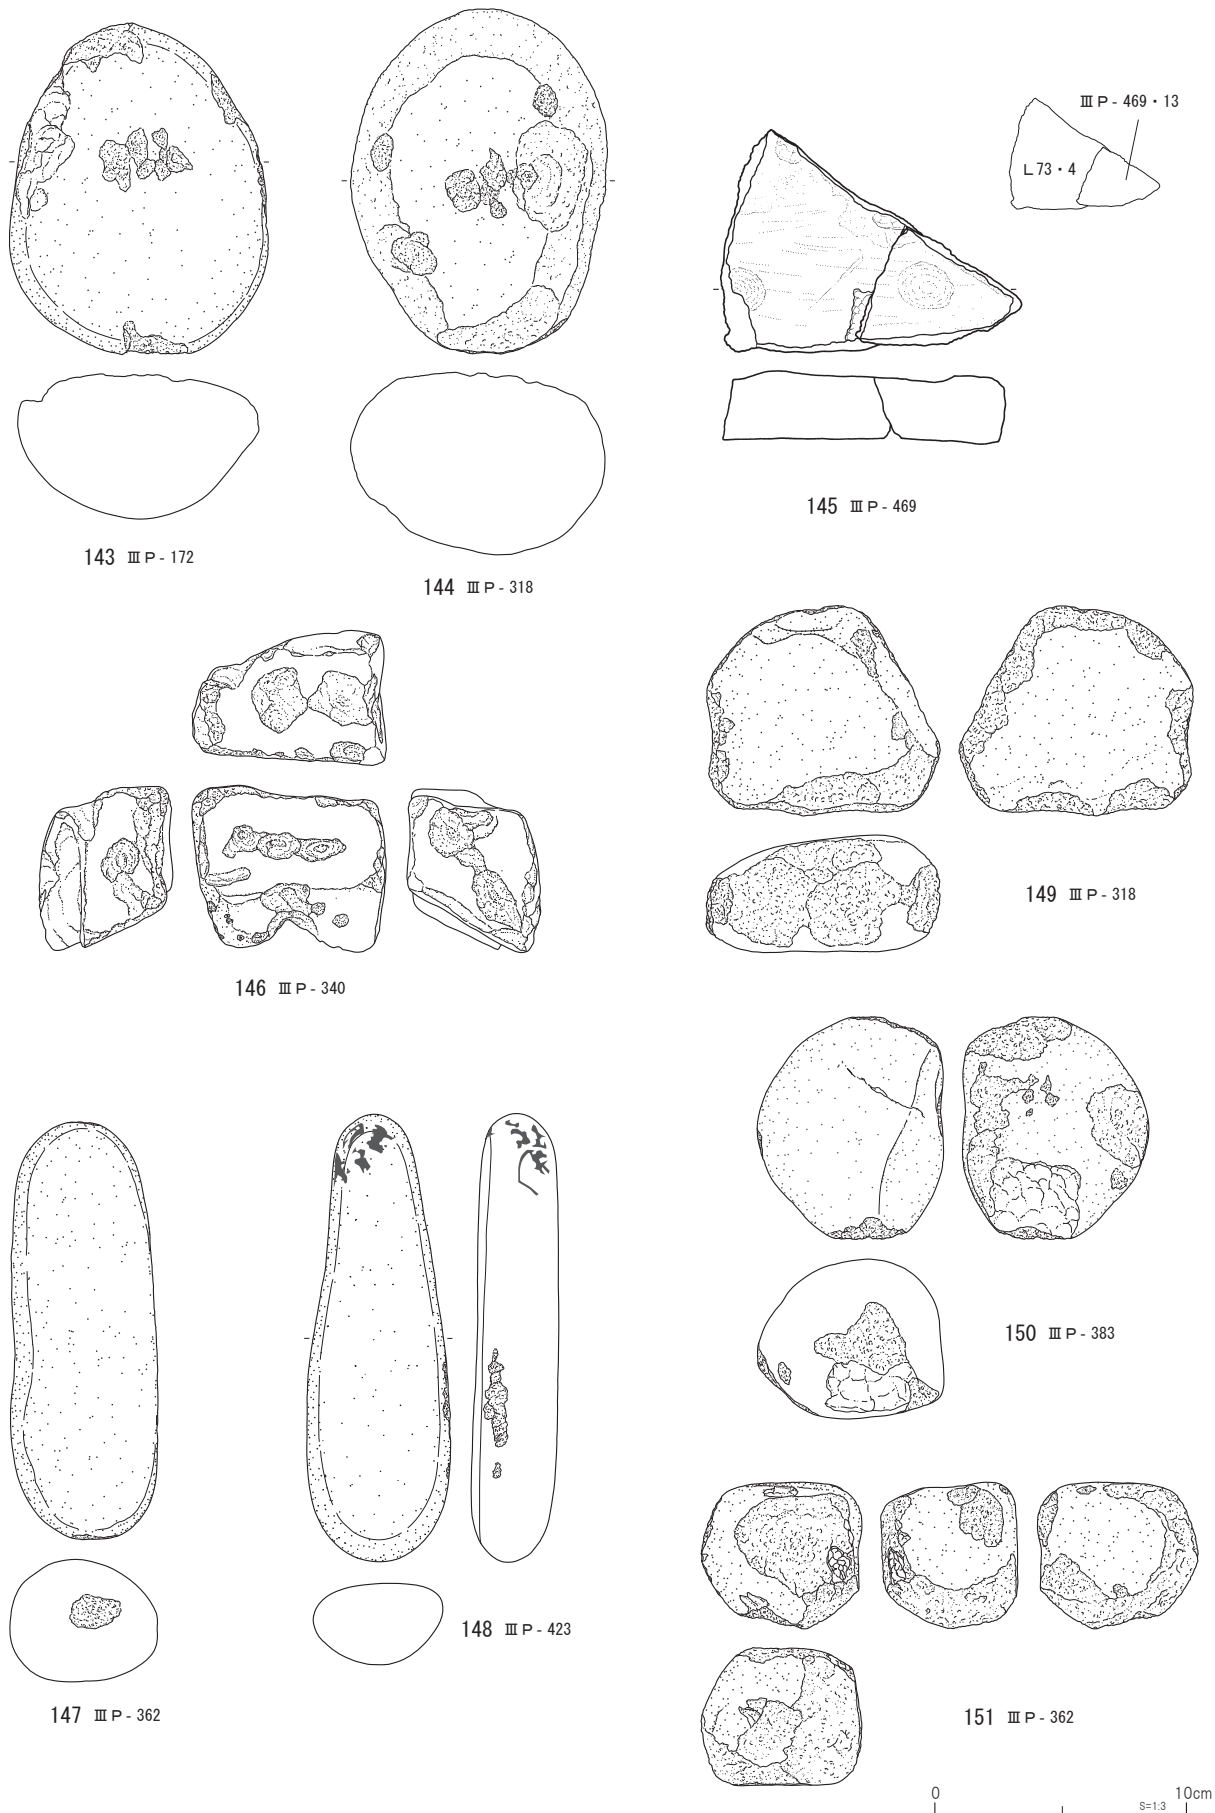 Ⅲ P - 469・13
L 73・4
145 Ⅲ P - 469
143 Ⅲ P - 172
144 Ⅲ P - 318
149 Ⅲ P - 318
146 Ⅲ P - 340
150 Ⅲ P - 383
148 Ⅲ P - 423
147 Ⅲ P - 362
151 Ⅲ P - 362
0 10cm
S=1:3